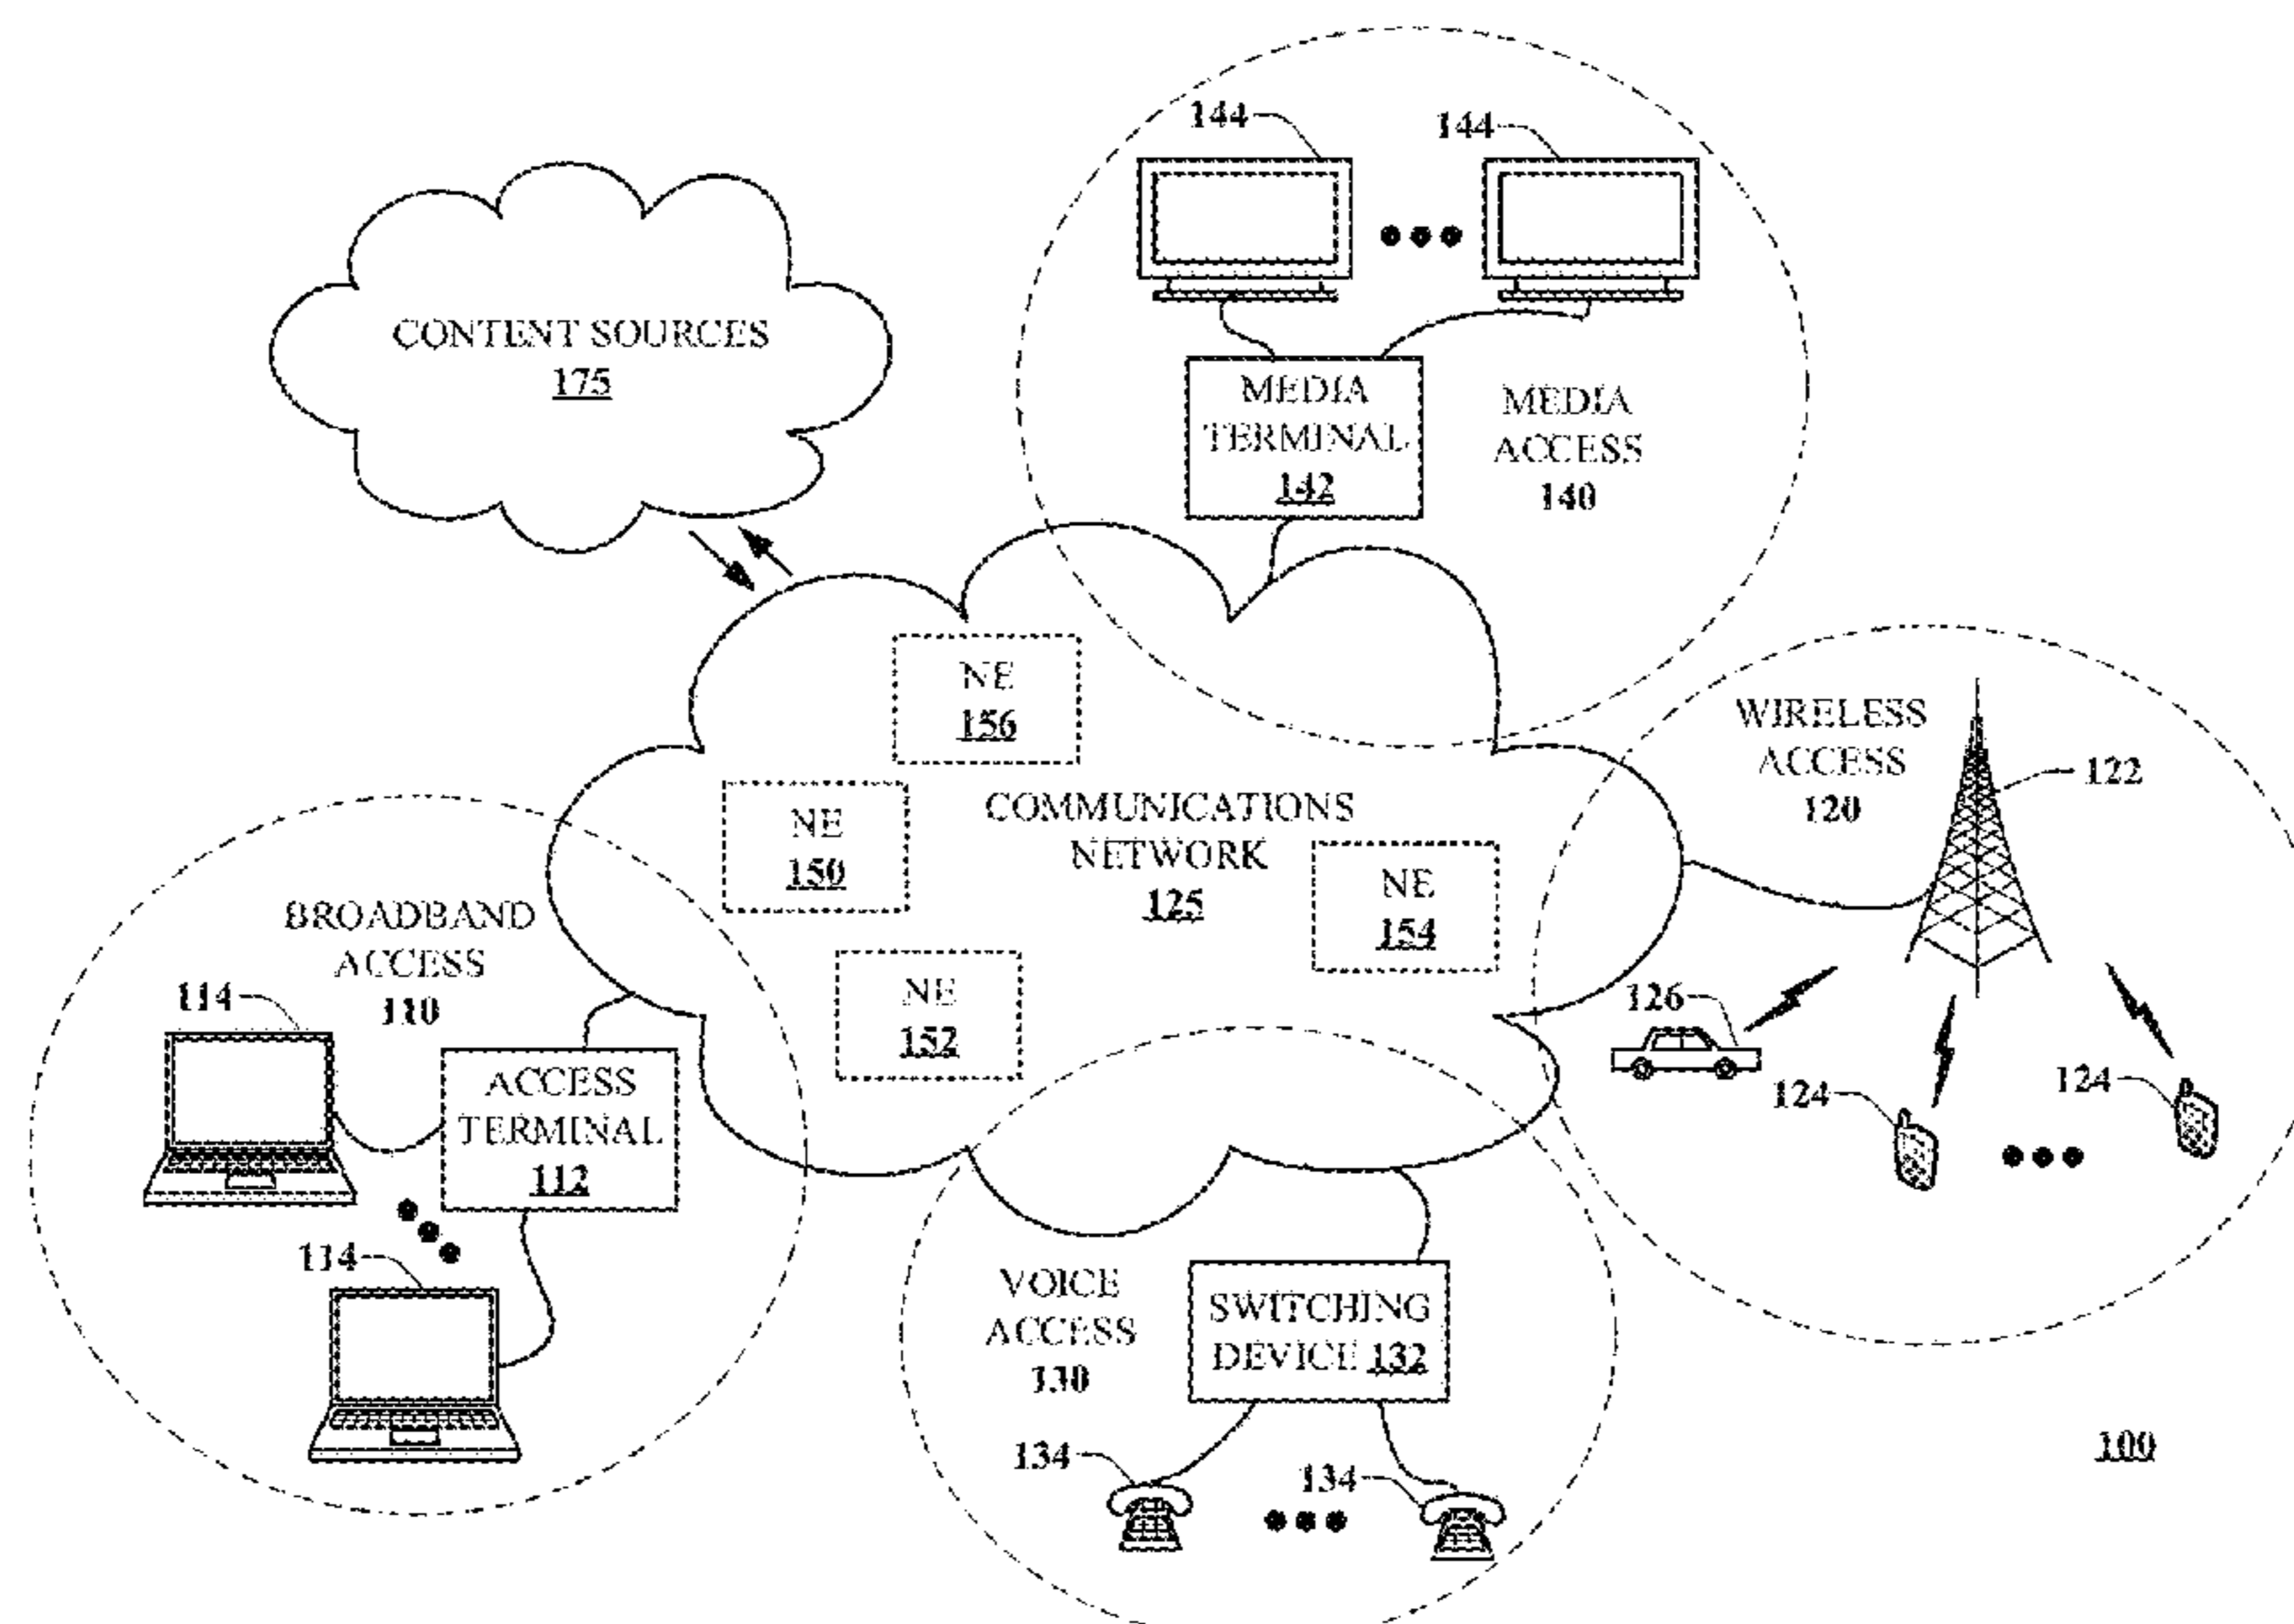 144
144
CONTENT SOURCES
175
MEDIA
TERMINAL
142
MEDIA
ACCESS
140
NE
156
WIRELESS
ACCESS
120
122
NE
150
COMMUNICATIONS
NETWORK
125
NE
154
BROADBAND
ACCESS
110
114
NE
152
126
124
124
ACCESS
TERMINAL
112
114
VOICE
ACCESS
130
SWITCHING
DEVICE 132
134
134
100